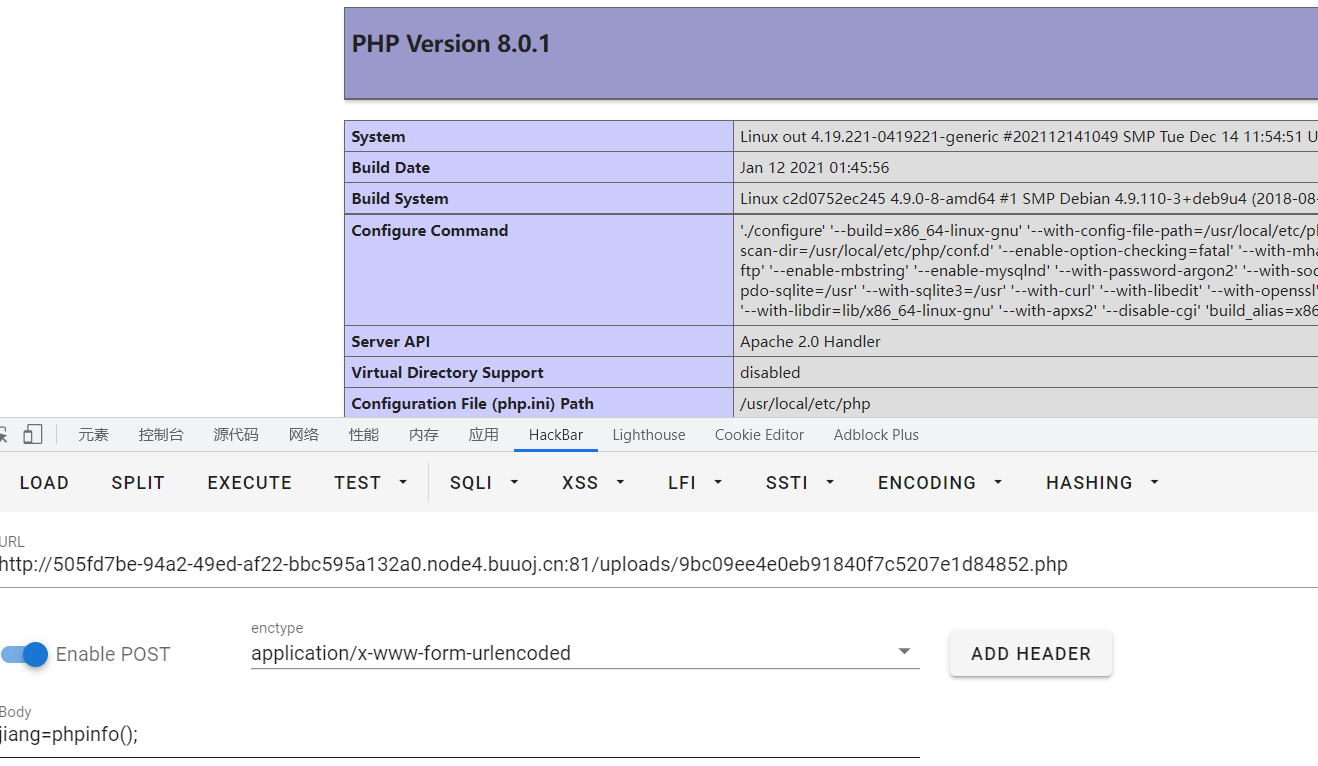 PHP Version 8.0.1
System Linux out 4.19.221-0419221-generic #202112141049 SMP Tue Dec 14 11:54:51 U
Build Date Jan 12 2021 01:45:56
Build System Linux c2d0752ec245 4.9.0-8-amd64 #1 SMP Debian 4.9.110-3+deb9u4 (2018-08-
Configure Command './configure' '--build=x86_64-linux-gnu' '--with-config-file-path=/usr/local/etc/ph
scan-dir=/usr/local/etc/php/conf.d' '--enable-option-checking=fatal' '--with-mha
ftp' '--enable-mbstring' '--enable-mysqlnd' '--with-password-argon2' '--with-sod
pdo-sqlite=/usr' '--with-sqlite3=/usr' '--with-curl' '--with-libedit' '--with-openssl'
'--with-libdir=lib/x86_64-linux-gnu' '--with-apxs2' '--disable-cgi' 'build_alias=x86
Server API Apache 2.0 Handler
Virtual Directory Support disabled
Configuration File (php.ini) Path /usr/local/etc/php
元素 控制台 源代码 网络 性能 内存 应用 HackBar Lighthouse Cookie Editor Adblock Plus
LOAD SPLIT EXECUTE TEST SQLI XSS LFI SSTI ENCODING HASHING
URL
http://505fd7be-94a2-49ed-af22-bbc595a132a0.node4.buuoj.cn:81/uploads/9bc09ee4e0eb91840f7c5207e1d84852.php
enctype
Enable POST application/x-www-form-urlencoded ADD HEADER
Body
jiang=phpinfo();